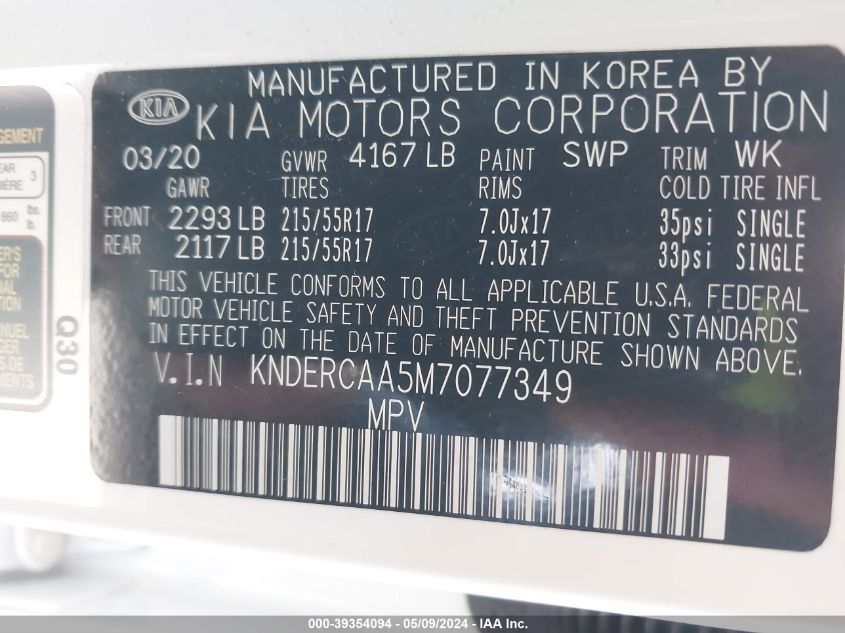 MANUFACTURED IN KOREA BY
KIA KIA MOTORS CORPORATION
03/20 GVWR 4167 LB PAINT SWP TRIM WK
GAWR TIRES RIMS COLD TIRE INFL
FRONT 2293 LB 215/55R17 7.0Jx17 35psi SINGLE
REAR 2117 LB 215/55R17 7.0Jx17 33psi SINGLE
THIS VEHICLE CONFORMS TO ALL APPLICABLE U.S.A. FEDERAL
MOTOR VEHICLE SAFETY AND THEFT PREVENTION STANDARDS
IN EFFECT ON THE DATE OF MANUFACTURE SHOWN ABOVE.
V.I.N KNDERCAA5M7077349
MPV
3
860 lbs.
Q30
000-39354094 - 05/09/2024 - IAA Inc.